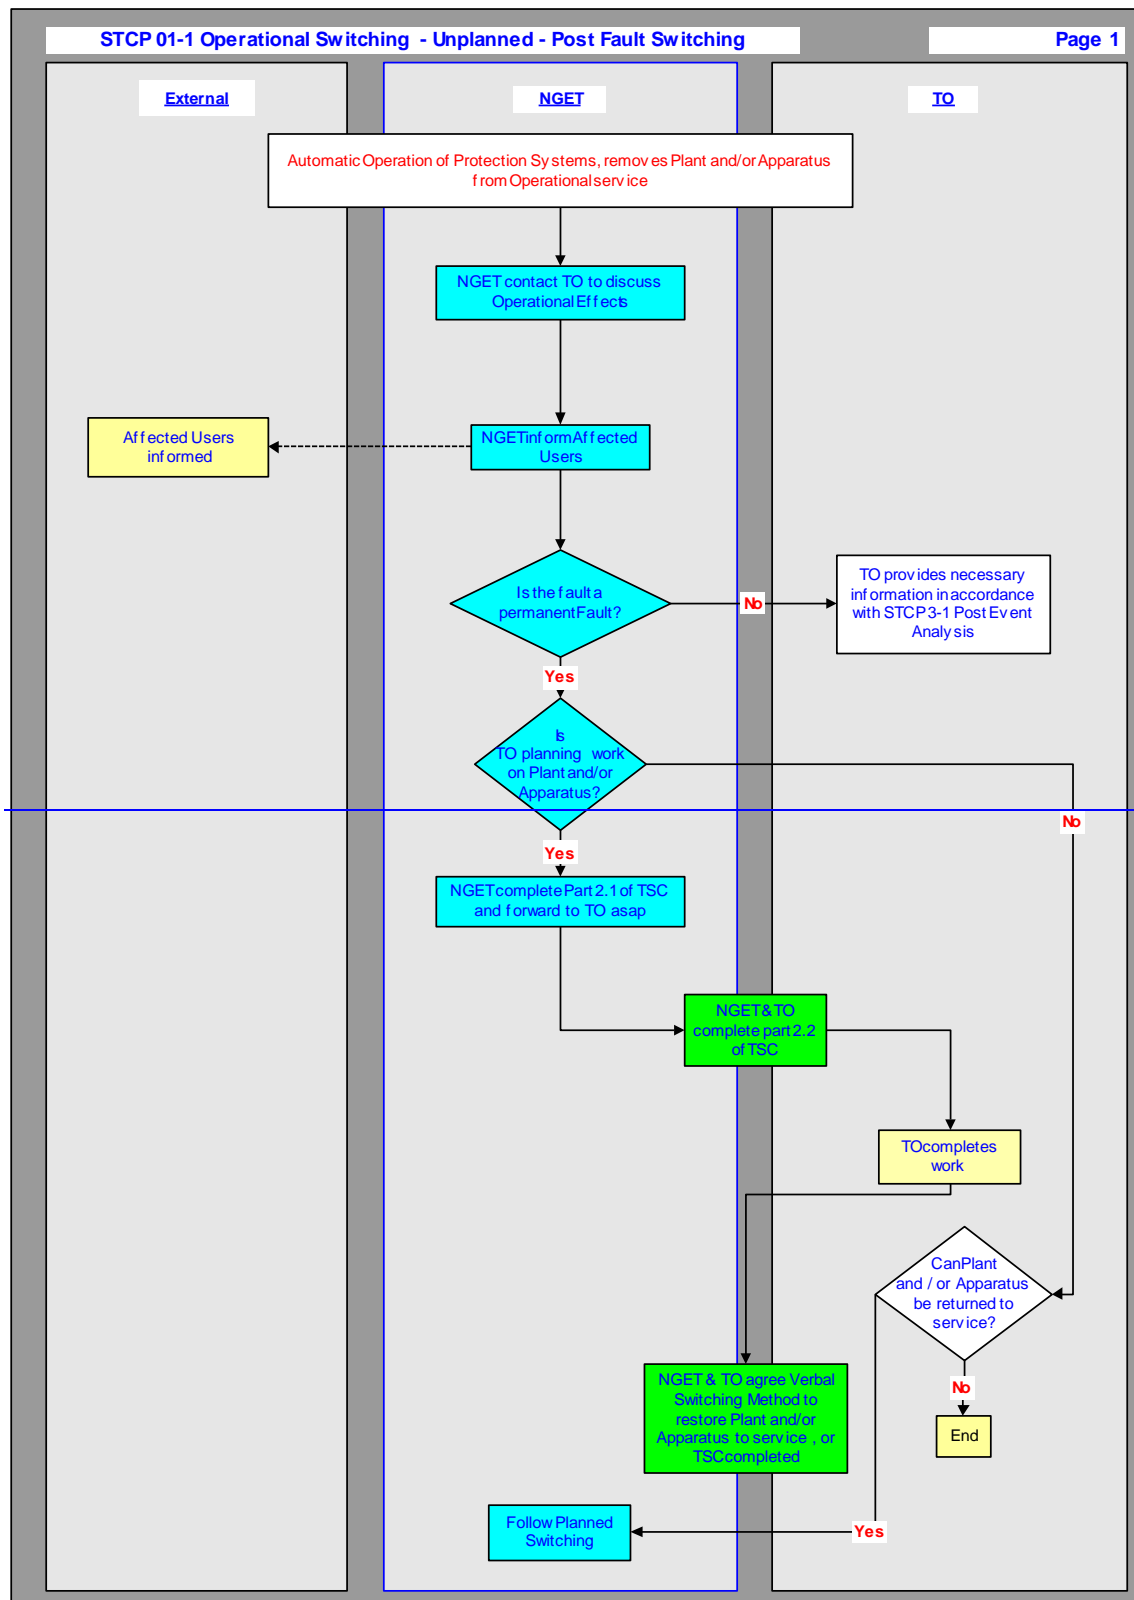 STCP 01-1 Operational Switching - Unplanned - Post Fault Switching
Page 1
External
NGET
TO
Automatic Operation of Protection Systems, removes Plant and/or Apparatus
from Operational service
NGET contact TO to discuss
Operational Effects
Affected Users
informed
NGET inform Affected
Users
Is the fault a
permanent Fault?
No
TO provides necessary
information in accordance
with STCP 3-1 Post Event
Analysis
Yes
Is
TO planning work
on Plant and/or
Apparatus?
No
Yes
NGET complete Part 2.1 of TSC
and forward to TO asap
NGET & TO
complete part 2.2
of TSC
TO completes
work
Can Plant
and / or Apparatus
be returned to
service?
NGET & TO agree Verbal
Switching Method to
restore Plant and/or
Apparatus to service , or
TSC completed
No
End
Follow Planned
Switching
Yes